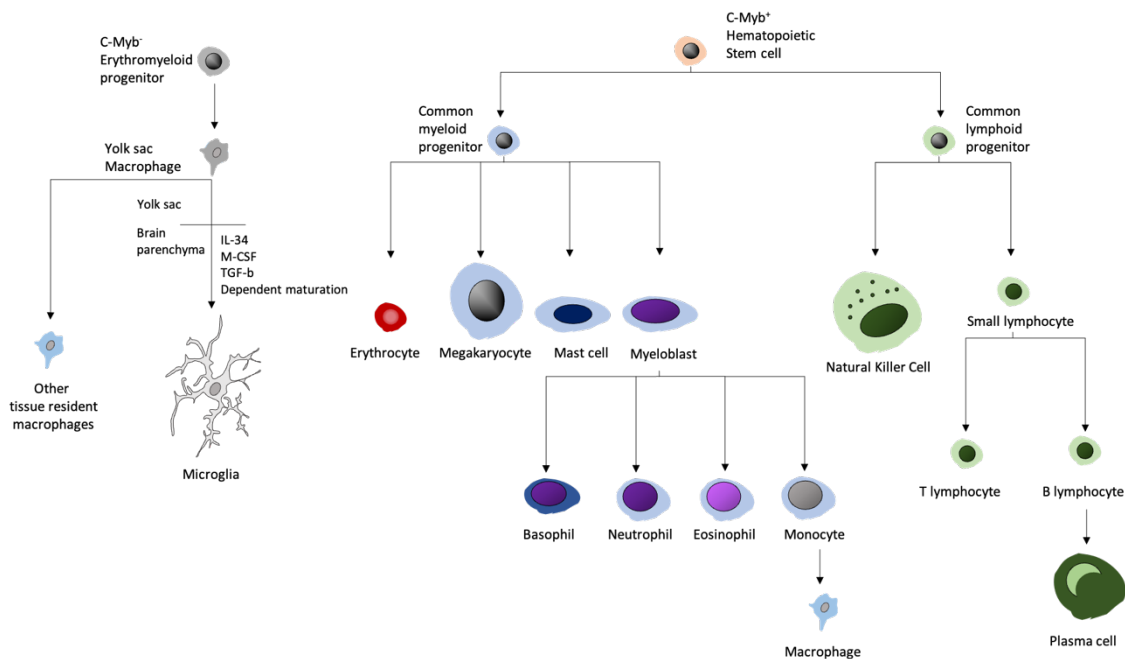 C-Myb-
Erythromyeloid
progenitor
Yolk sac
Macrophage
Yolk sac
Brain
parenchyma
IL-34
M-CSF
TGF-b
Dependent maturation
Other
tissue resident
macrophages
Microglia
C-Myb+
Hematopoietic
Stem cell
Common
myeloid
progenitor
Common
lymphoid
progenitor
Erythrocyte
Megakaryocyte
Mast cell
Myeloblast
Natural Killer Cell
Small lymphocyte
Basophil
Neutrophil
Eosinophil
Monocyte
T lymphocyte
B lymphocyte
Macrophage
Plasma cell